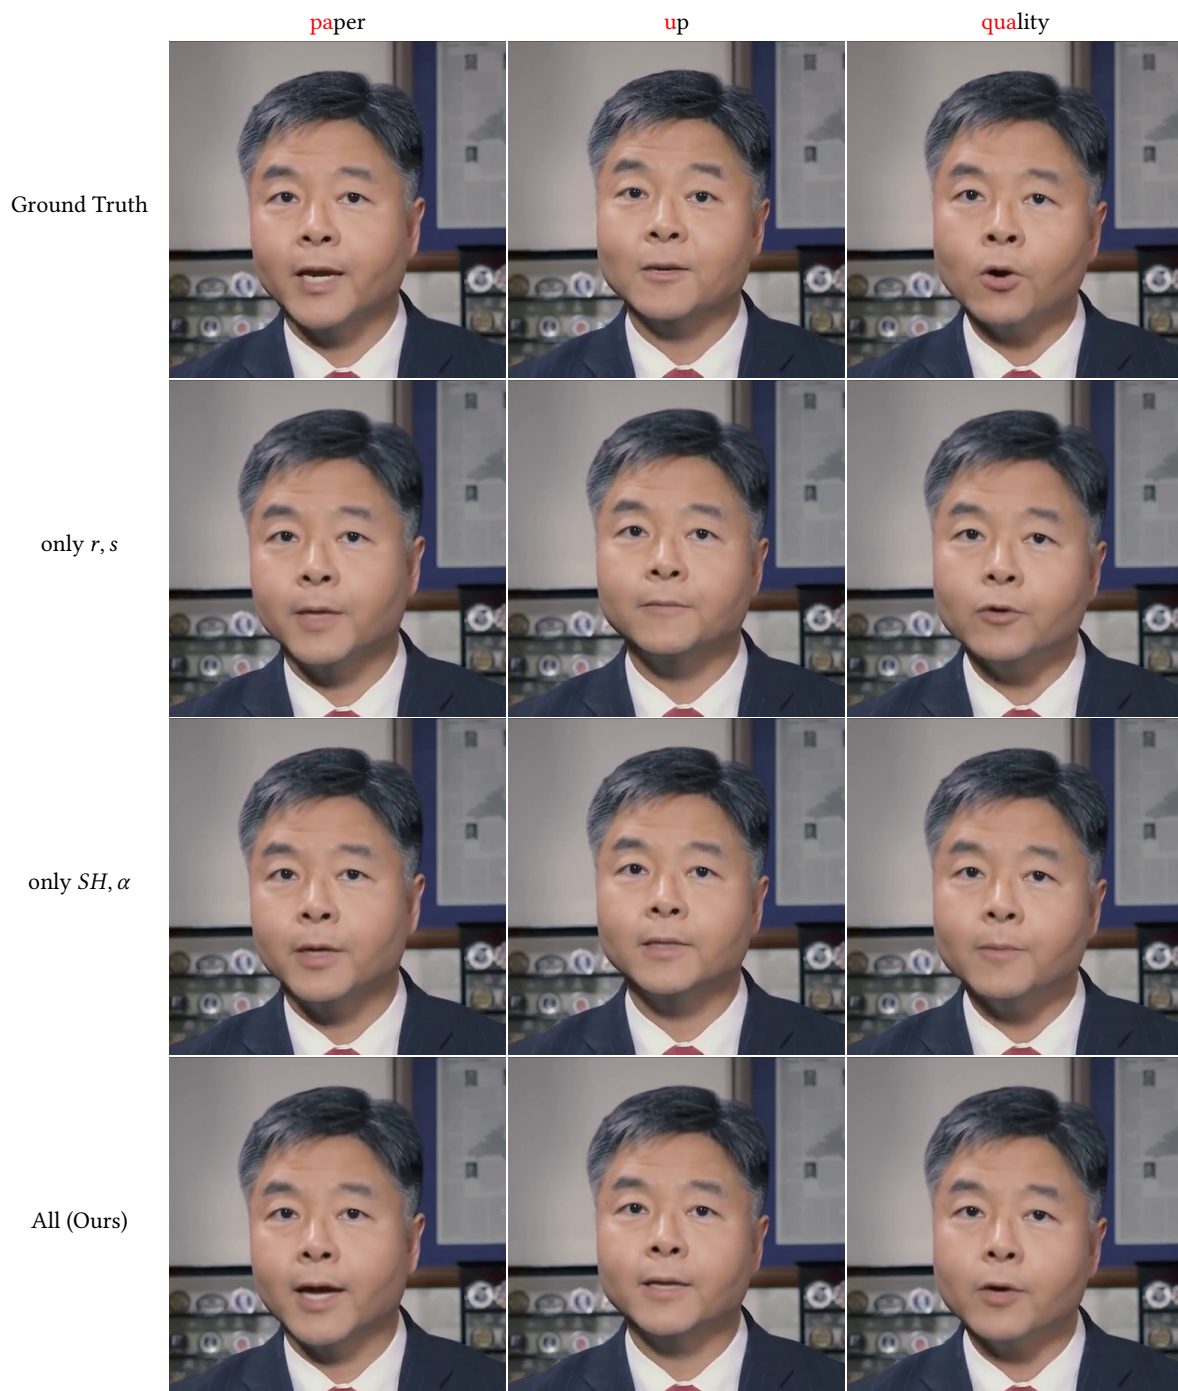 paper up quality
Ground Truth
only r, s
only SH, α
All (Ours)